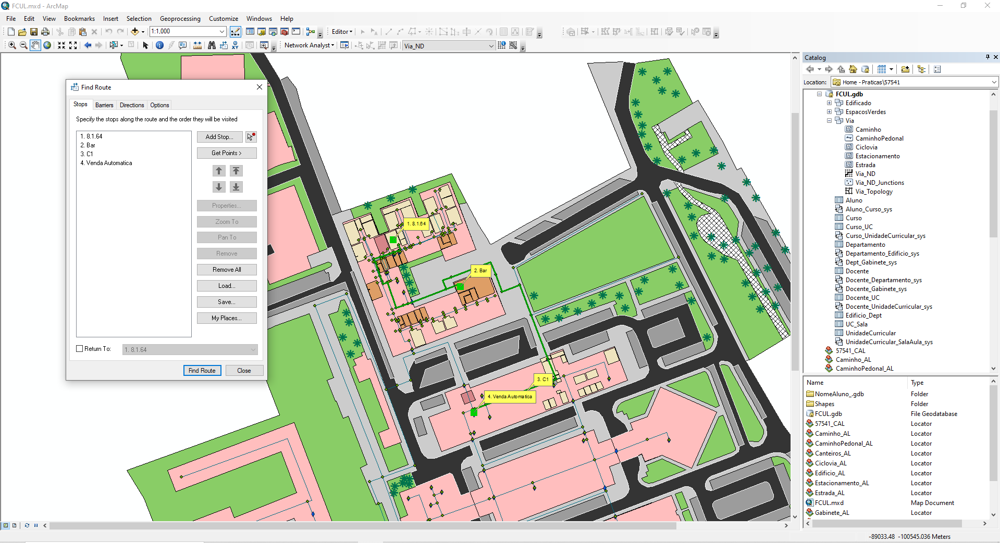 FCUL.mxd - ArcMap
File Edit View Bookmarks Insert Selection Geoprocessing Customize Windows Help
1:1,000
Editor
Network Analyst
Via_ND
Find Route
Stops Barriers Directions Options
Specify the stops along the route and the order they will be visited
1. 8.1.64
2. Bar
3. C1
4. Venda Automatica
Add Stop...
Get Points >
Properties...
Zoom To
Pan To
Remove
Remove All
Load...
Save...
My Places...
Return To:
1. 8.1.64
Find Route
Close
1. 8.1.64
2. Bar
3. C1
4. Venda Automatica
Catalog
Location:
Home - Praticas\57541
FCUL.gdb
Edificado
EspacosVerdes
Via
Caminho
CaminhoPedonal
Ciclovia
Estacionamento
Estrada
Via_ND
Via_ND_Junctions
Via_Topology
Aluno
Aluno_Curso_sys
Curso
Curso_UC
Curso_UnidadeCurricular_sys
Departamento
Departamento_Edificio_sys
Dept_Gabinete_sys
Docente
Docente_Departamento_sys
Docente_Gabinete_sys
Docente_UC
Docente_UnidadeCurricular_sys
Edificio_Dept
UC_Sala
UnidadeCurricular
UnidadeCurricular_SalaAula_sys
57541_CAL
Caminho_AL
CaminhoPedonal_AL
Name Type
NomeAluno_.gdb Folder
Shapes Folder
FCUL.gdb File Geodatabase
57541_CAL Locator
Caminho_AL Locator
CaminhoPedonal_AL Locator
Canteiros_AL Locator
Ciclovia_AL Locator
Edificio_AL Locator
Estacionamento_AL Locator
Estrada_AL Locator
FCUL.mxd Map Document
Gabinete_AL Locator
-89033.48 -100545.036 Meters